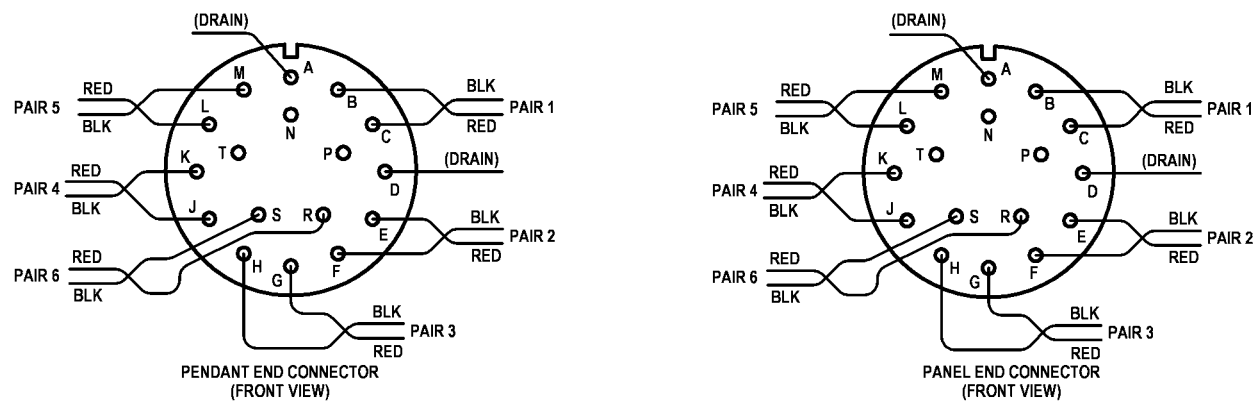 (DRAIN)
A
M
B
RED
BLK
PAIR 5
PAIR 1
L
N
C
BLK
RED
T
P
K
(DRAIN)
RED
PAIR 4
D
BLK
J
S
R
E
BLK
PAIR 2
RED
RED
PAIR 6
H
F
BLK
G
BLK
PAIR 3
RED
PENDANT END CONNECTOR
(FRONT VIEW)
(DRAIN)
A
M
B
RED
BLK
PAIR 5
PAIR 1
L
N
C
BLK
RED
T
P
K
(DRAIN)
RED
PAIR 4
D
BLK
J
S
R
E
BLK
PAIR 2
RED
RED
PAIR 6
H
F
BLK
G
BLK
PAIR 3
RED
PANEL END CONNECTOR
(FRONT VIEW)